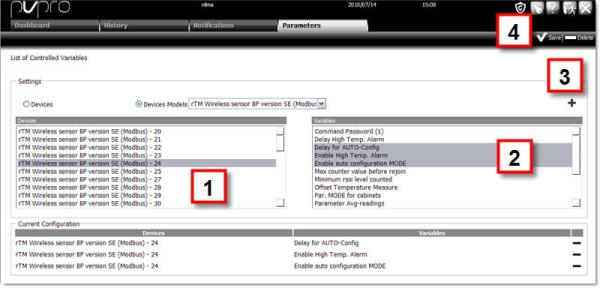 pvpro
vilma
2010/07/14
15:08
Dashboard
History
Notifications
Parameters
4
Save
Delete
List of Controlled Variables
3
Settings
Devices
Devices Models
rTM Wireless sensor BP version SE (Modbu
Devices
Variables
rTM Wireless sensor BP version SE (Modbus) - 20
rTM Wireless sensor BP version SE (Modbus) - 21
rTM Wireless sensor BP version SE (Modbus) - 22
rTM Wireless sensor BP version SE (Modbus) - 23
rTM Wireless sensor BP version SE (Modbus) - 24
rTM Wireless sensor BP version SE (Modbus) - 25
rTM Wireless sensor BP version SE (Modbus) - 27
rTM Wireless sensor BP version SE (Modbus) - 28
rTM Wireless sensor BP version SE (Modbus) - 29
rTM Wireless sensor BP version SE (Modbus) - 30
1
Command Password (1)
Delay High Temp. Alarm
Delay for AUTO-Config
Enable High Temp. Alarm
Enable auto configuration MODE
Max counter value before rejoin
Minimum rssi level counted
Offset Temperature Measure
Par. MODE for cabinets
Parameter Avg-readings
2
Current Configuration
Devices Variables
rTM Wireless sensor BP version SE (Modbus) - 24 Delay for AUTO-Config
rTM Wireless sensor BP version SE (Modbus) - 24 Enable High Temp. Alarm
rTM Wireless sensor BP version SE (Modbus) - 24 Enable auto configuration MODE